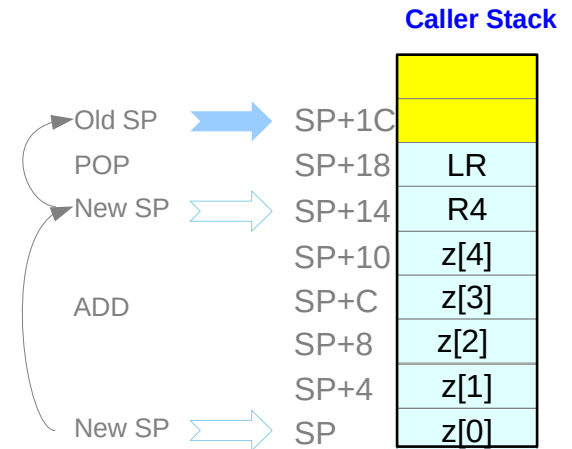 Caller Stack
Old SP SP+1C
POP SP+18 LR
New SP SP+14 R4
SP+10 z[4]
ADD SP+C z[3]
SP+8 z[2]
SP+4 z[1]
New SP SP z[0]